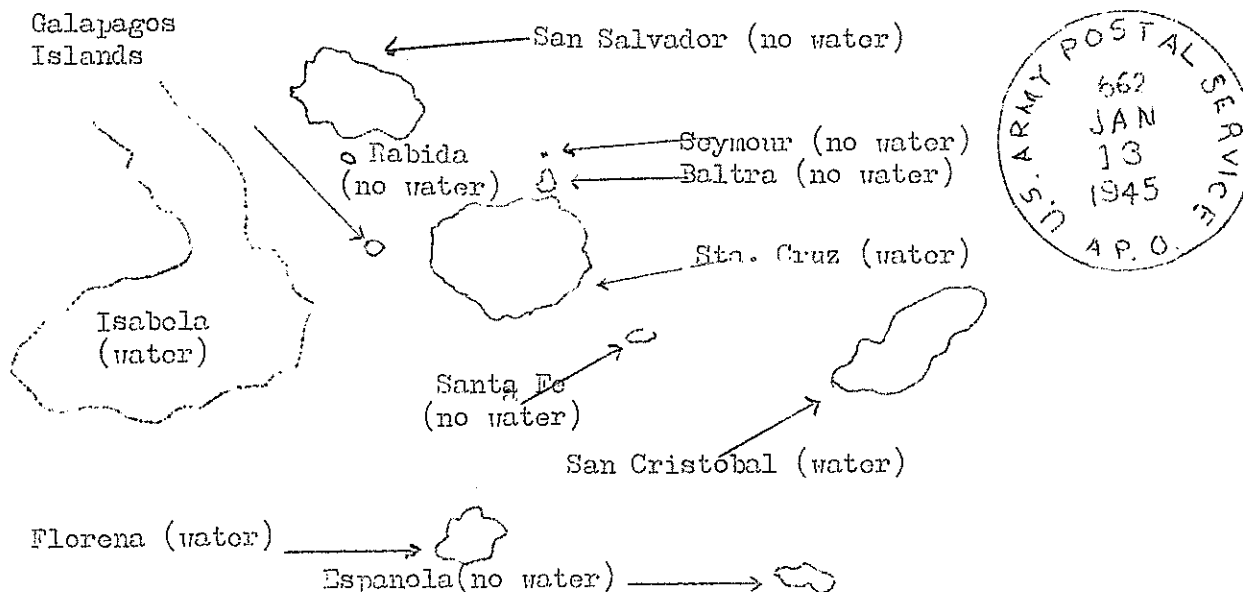 Galapagos
Islands
San Salvador (no water)
Rabida
(no water)
Seymour (no water)
Baltra (no water)
Sta. Cruz (water)
Isabela
(water)
Santa Fe
(no water)
San Cristobal (water)
Florena (water)
Espanola(no water)
U.S. ARMY POSTAL SERVICE
662
JAN
13
1945
A P.O.